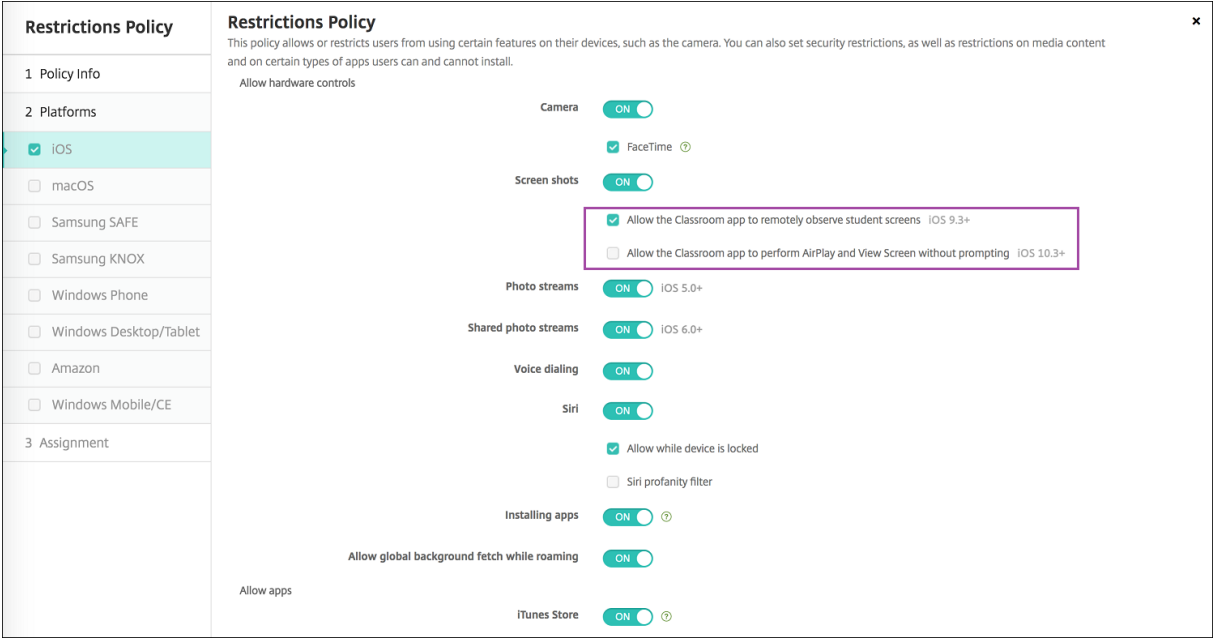 Restrictions Policy
1 Policy Info
2 Platforms
iOS
macOS
Samsung SAFE
Samsung KNOX
Windows Phone
Windows Desktop/Tablet
Amazon
Windows Mobile/CE
3 Assignment
Restrictions Policy
This policy allows or restricts users from using certain features on their devices, such as the camera. You can also set security restrictions, as well as restrictions on media content
and on certain types of apps users can and cannot install.
Allow hardware controls
Camera ON
FaceTime ?
Screen shots ON
Allow the Classroom app to remotely observe student screens iOS 9.3+
Allow the Classroom app to perform AirPlay and View Screen without prompting iOS 10.3+
Photo streams ON iOS 5.0+
Shared photo streams ON iOS 6.0+
Voice dialing ON
Siri ON
Allow while device is locked
Siri profanity filter
Installing apps ON ?
Allow global background fetch while roaming ON
Allow apps
iTunes Store ON ?